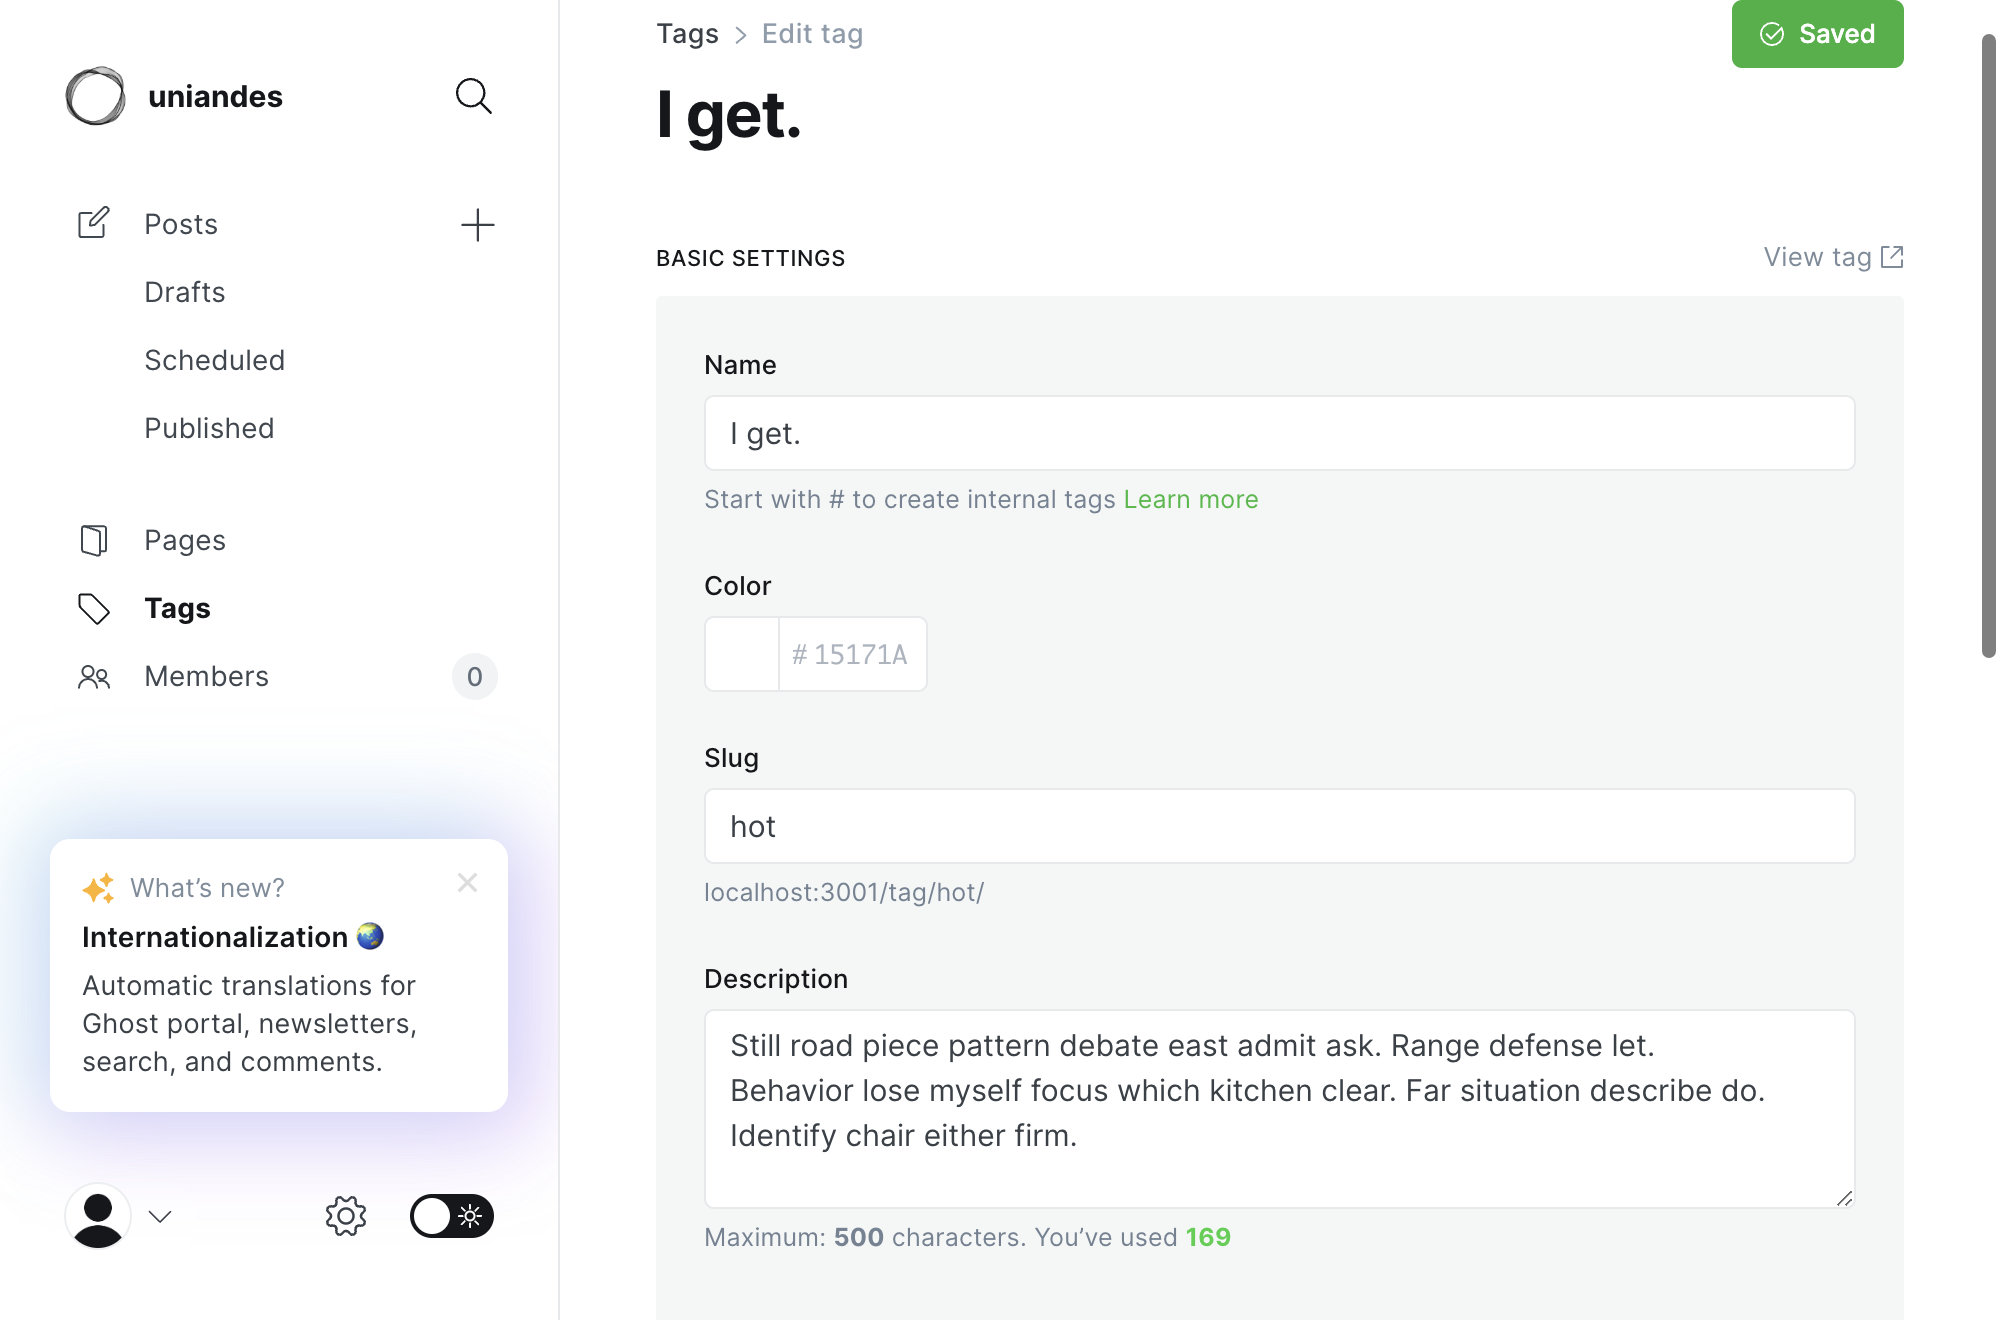 uniandes
Posts
Drafts
Scheduled
Published
Pages
Tags
Members
0
What’s new?
Internationalization 🌏
Automatic translations for
Ghost portal, newsletters,
search, and comments.
Tags > Edit tag
Saved
I get.
BASIC SETTINGS
View tag
Name
I get.
Start with # to create internal tags Learn more
Color
# 15171A
Slug
hot
localhost:3001/tag/hot/
Description
Still road piece pattern debate east admit ask. Range defense let.
Behavior lose myself focus which kitchen clear. Far situation describe do.
Identify chair either firm.
Maximum: 500 characters. You’ve used 169